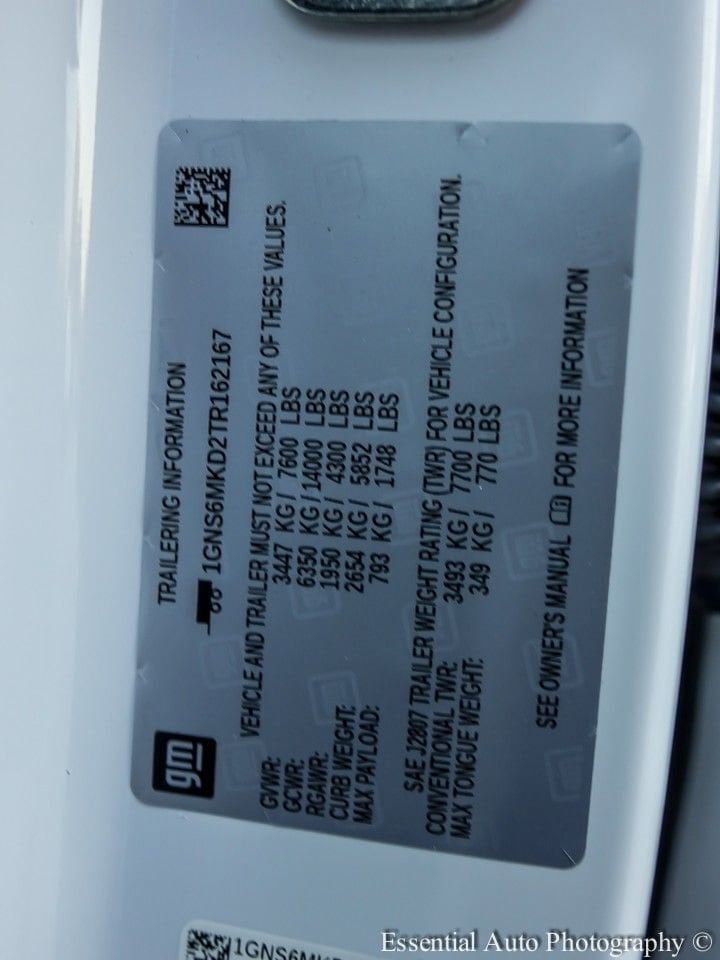 gm
TRAILERING INFORMATION
1GNS6MKD2TR162167
VEHICLE AND TRAILER MUST NOT EXCEED ANY OF THESE VALUES.
GVWR: 3447 KG / 7600 LBS
GCWR: 6350 KG / 14000 LBS
RGAWR: 1950 KG / 4300 LBS
CURB WEIGHT: 2654 KG / 5852 LBS
MAX PAYLOAD: 793 KG / 1748 LBS
SAE J2807 TRAILER WEIGHT RATING (TWR) FOR VEHICLE CONFIGURATION.
CONVENTIONAL TWR: 3493 KG / 7700 LBS
MAX TONGUE WEIGHT: 349 KG / 770 LBS
SEE OWNER'S MANUAL FOR MORE INFORMATION
Essential Auto Photography ©